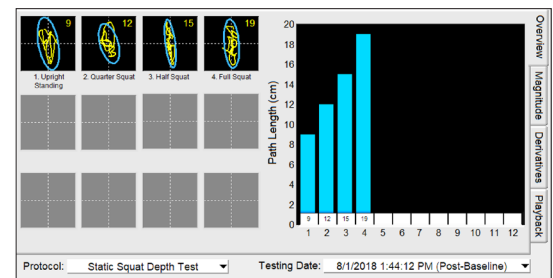 9
12
15
19
1. Upright
Standing
2. Quarter Squat
3. Half Squat
4. Full Squat
Path Length (cm)
20
18
16
14
12
10
8
6
4
2
0
9 12 15 19
1 2 3 4 5 6 7 8 9 10 11 12
Overview
Magnitude
Derivatives
Playback
Protocol: Static Squat Depth Test
Testing Date: 8/1/2018 1:44:12 PM (Post-Baseline)